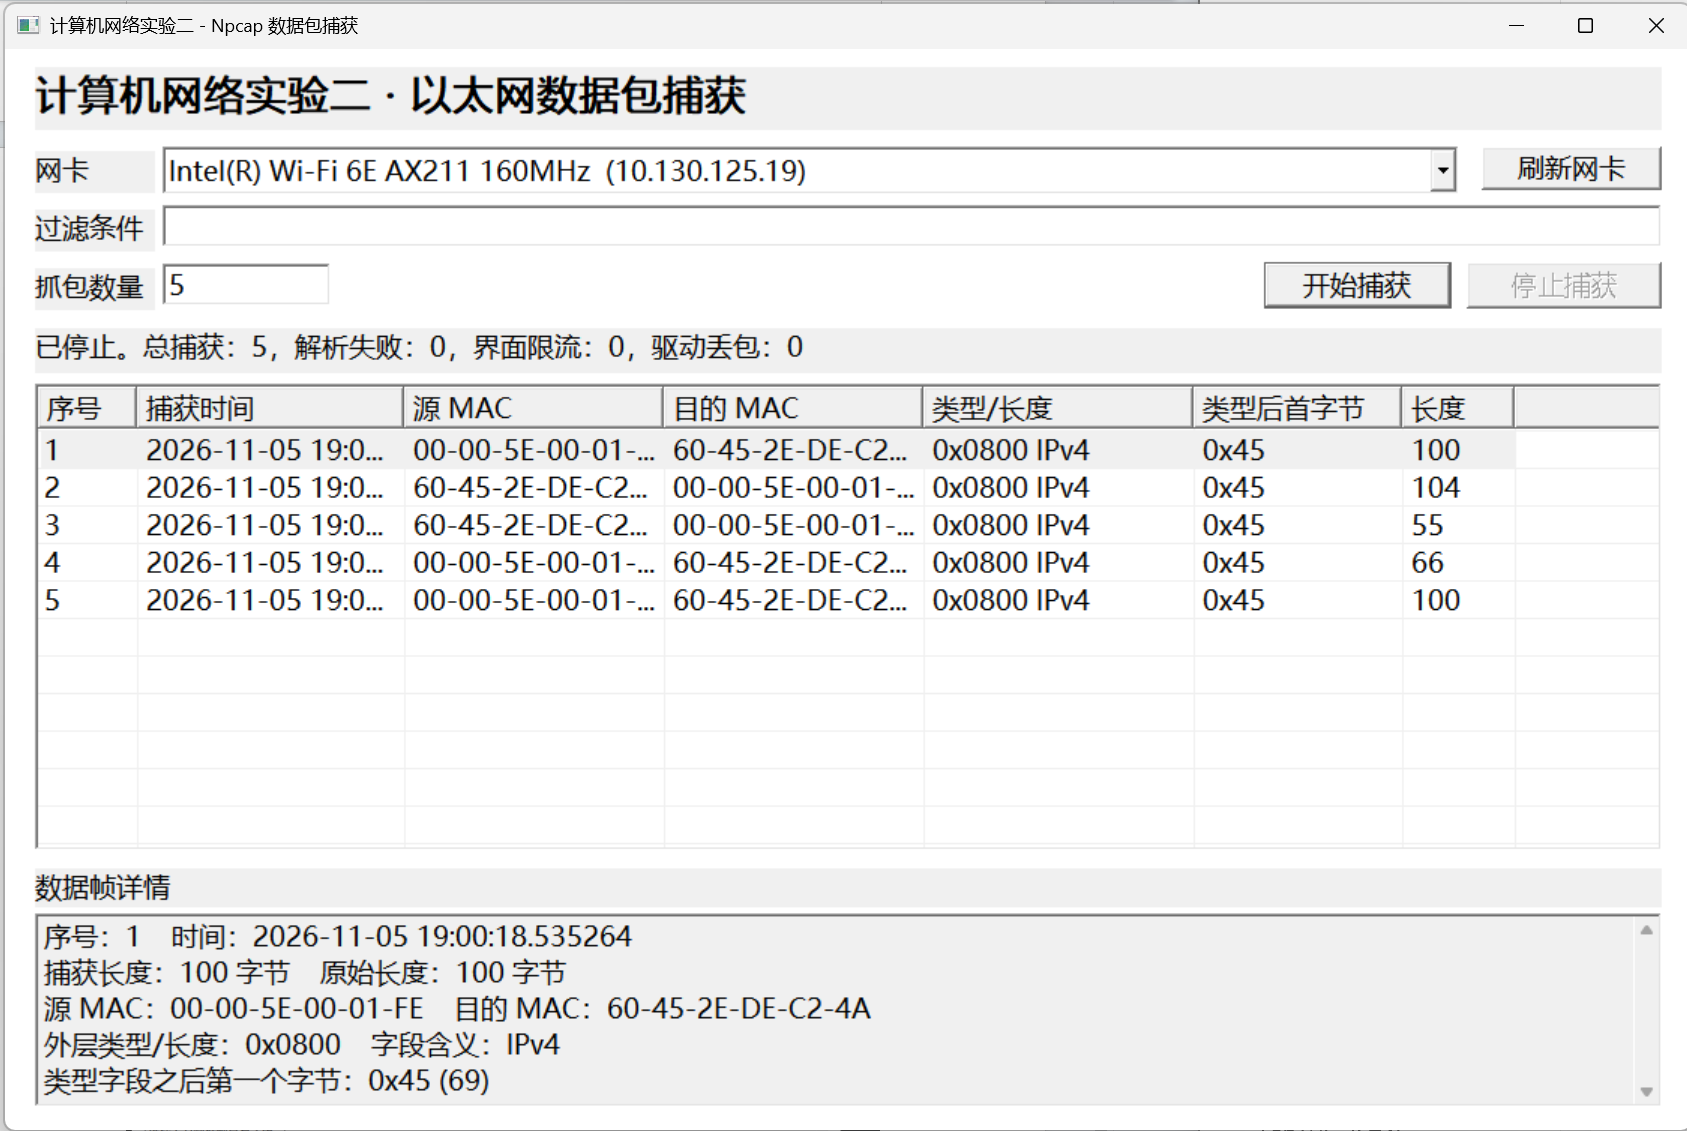 计算机网络实验二 - Npcap 数据包捕获
计算机网络实验二 · 以太网数据包捕获
网卡 Intel(R) Wi-Fi 6E AX211 160MHz (10.130.125.19) 刷新网卡
过滤条件
抓包数量 5 开始捕获 停止捕获
已停止。总捕获：5，解析失败：0，界面限流：0，驱动丢包：0
序号 捕获时间 源 MAC 目的 MAC 类型/长度 类型后首字节 长度
1 2026-11-05 19:0... 00-00-5E-00-01-... 60-45-2E-DE-C2... 0x0800 IPv4 0x45 100
2 2026-11-05 19:0... 60-45-2E-DE-C2... 00-00-5E-00-01-... 0x0800 IPv4 0x45 104
3 2026-11-05 19:0... 60-45-2E-DE-C2... 00-00-5E-00-01-... 0x0800 IPv4 0x45 55
4 2026-11-05 19:0... 00-00-5E-00-01-... 60-45-2E-DE-C2... 0x0800 IPv4 0x45 66
5 2026-11-05 19:0... 00-00-5E-00-01-... 60-45-2E-DE-C2... 0x0800 IPv4 0x45 100
数据帧详情
序号：1 时间：2026-11-05 19:00:18.535264
捕获长度：100 字节 原始长度：100 字节
源 MAC：00-00-5E-00-01-FE 目的 MAC：60-45-2E-DE-C2-4A
外层类型/长度：0x0800 字段含义：IPv4
类型字段之后第一个字节：0x45 (69)